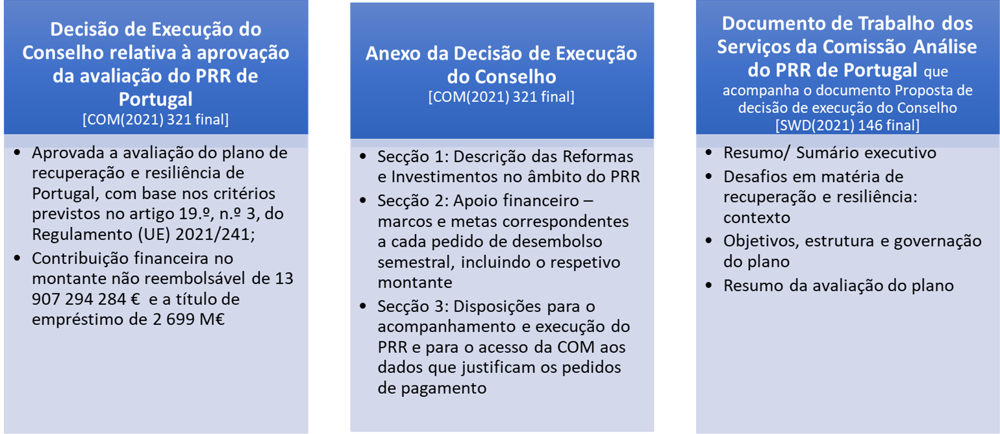 Decisão de Execução do
Conselho relativa à aprovação
da avaliação do PRR de
Portugal
[COM(2021) 321 final]
• Aprovada a avaliação do plano de
recuperação e resiliência de
Portugal, com base nos critérios
previstos no artigo 19.º, n.º 3, do
Regulamento (UE) 2021/241;
• Contribuição financeira no
montante não reembolsável de 13
907 294 284 € e a título de
empréstimo de 2 699 M€
Anexo da Decisão de Execução
do Conselho
[COM(2021) 321 final]
• Secção 1: Descrição das Reformas
e Investimentos no âmbito do PRR
• Secção 2: Apoio financeiro –
marcos e metas correspondentes
a cada pedido de desembolso
semestral, incluindo o respetivo
montante
• Secção 3: Disposições para o
acompanhamento e execução do
PRR e para o acesso da COM aos
dados que justificam os pedidos
de pagamento
Documento de Trabalho dos
Serviços da Comissão Análise
do PRR de Portugal que
acompanha o documento Proposta de
decisão de execução do Conselho
[SWD(2021) 146 final]
• Resumo/ Sumário executivo
• Desafios em matéria de
recuperação e resiliência:
contexto
• Objetivos, estrutura e governação
do plano
• Resumo da avaliação do plano